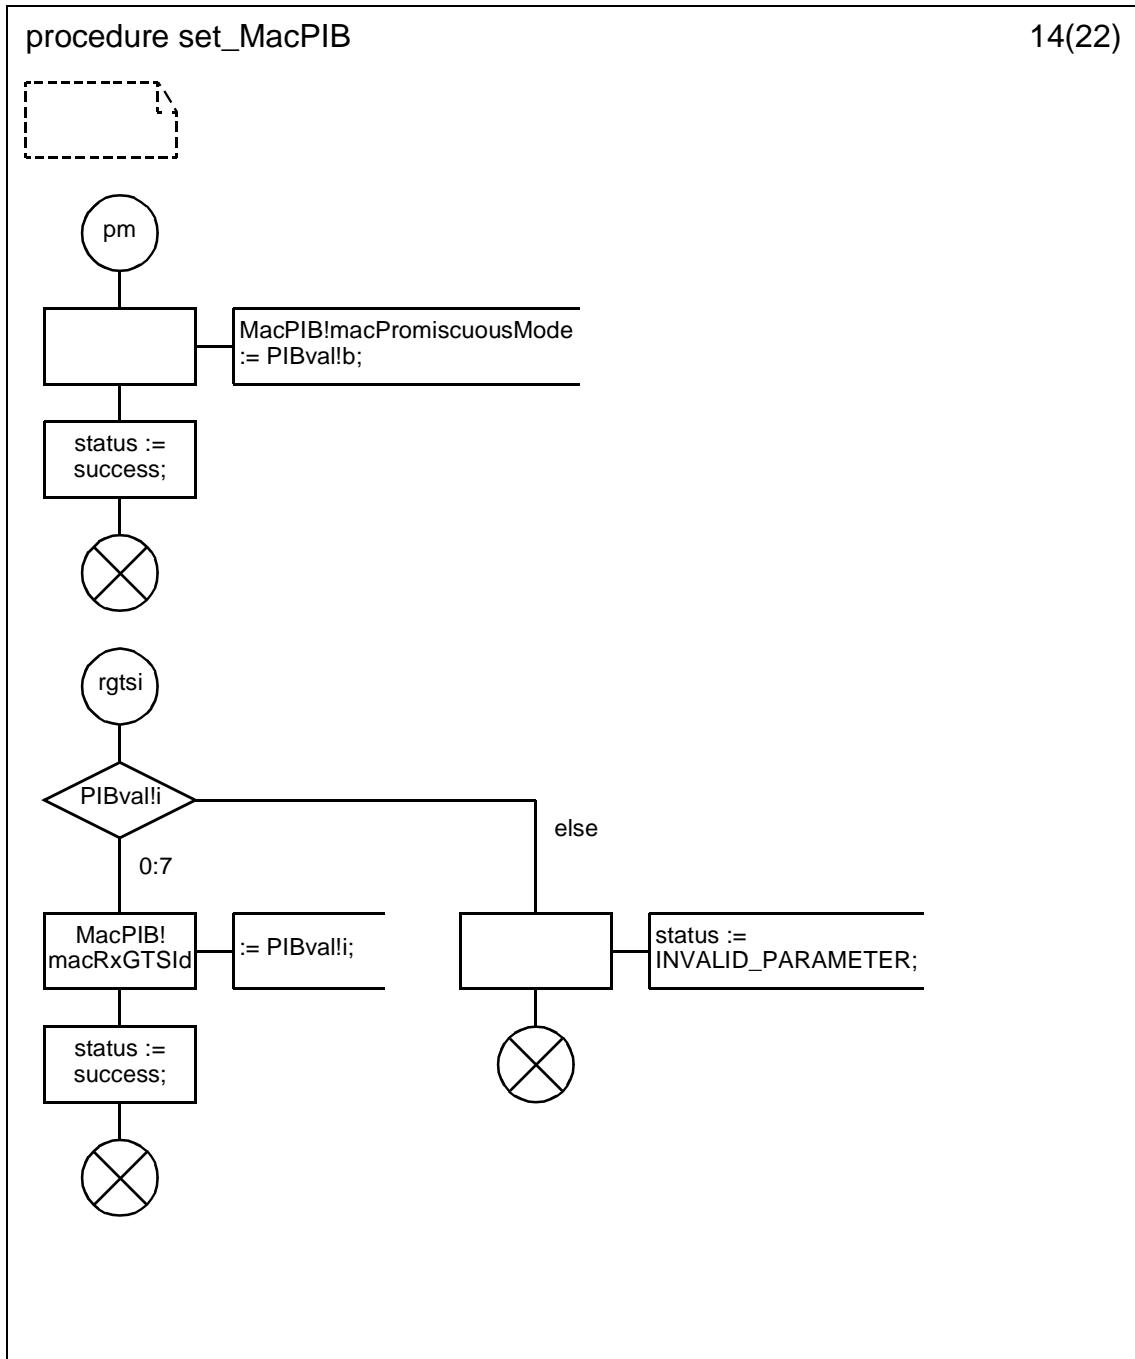 procedure set_MacPIB
14(22)
pm
MacPIB!macPromiscuousMode
:= PIBval!b;
status :=
success;
rgtsi
PIBval!i
else
0:7
MacPIB!
macRxGTSId
:= PIBval!i;
status :=
INVALID_PARAMETER;
status :=
success;